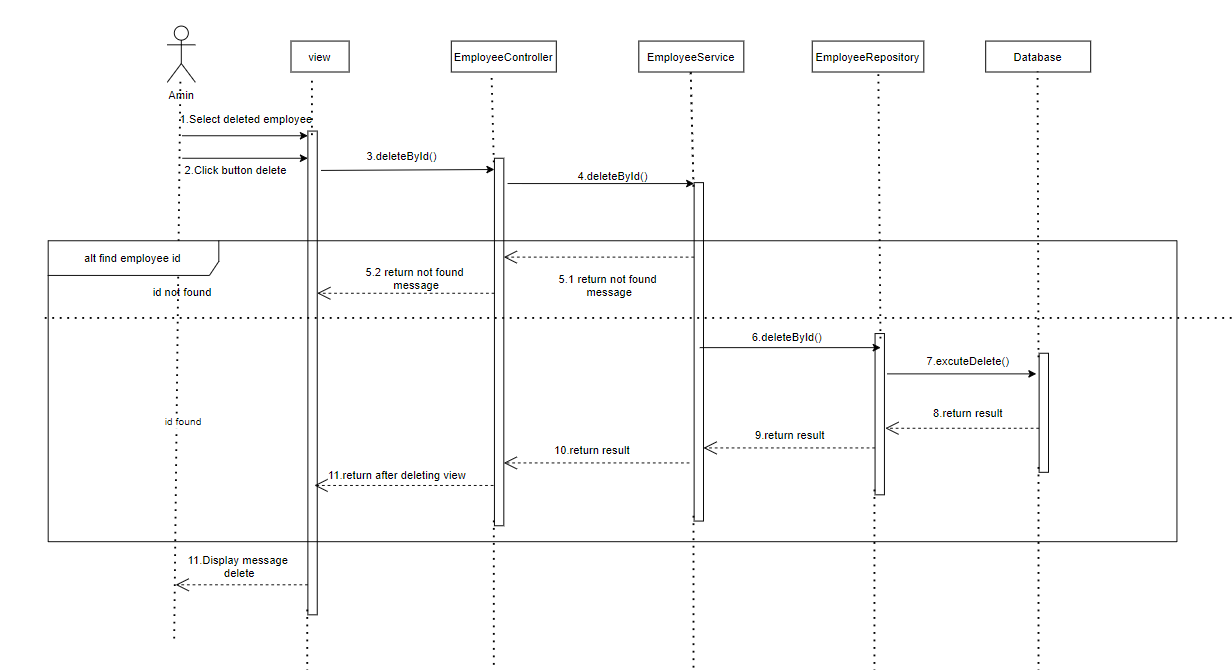 view
EmployeeController
EmployeeService
EmployeeRepository
Database
Amin
1.Select deleted employee
2.Click button delete
3.deleteById()
4.deleteById()
alt find employee id
5.2 return not found
message
5.1 return not found
message
id not found
6.deleteById()
7.excuteDelete()
8.return result
id found
9.return result
10.return result
11.return after deleting view
11.Display message
delete